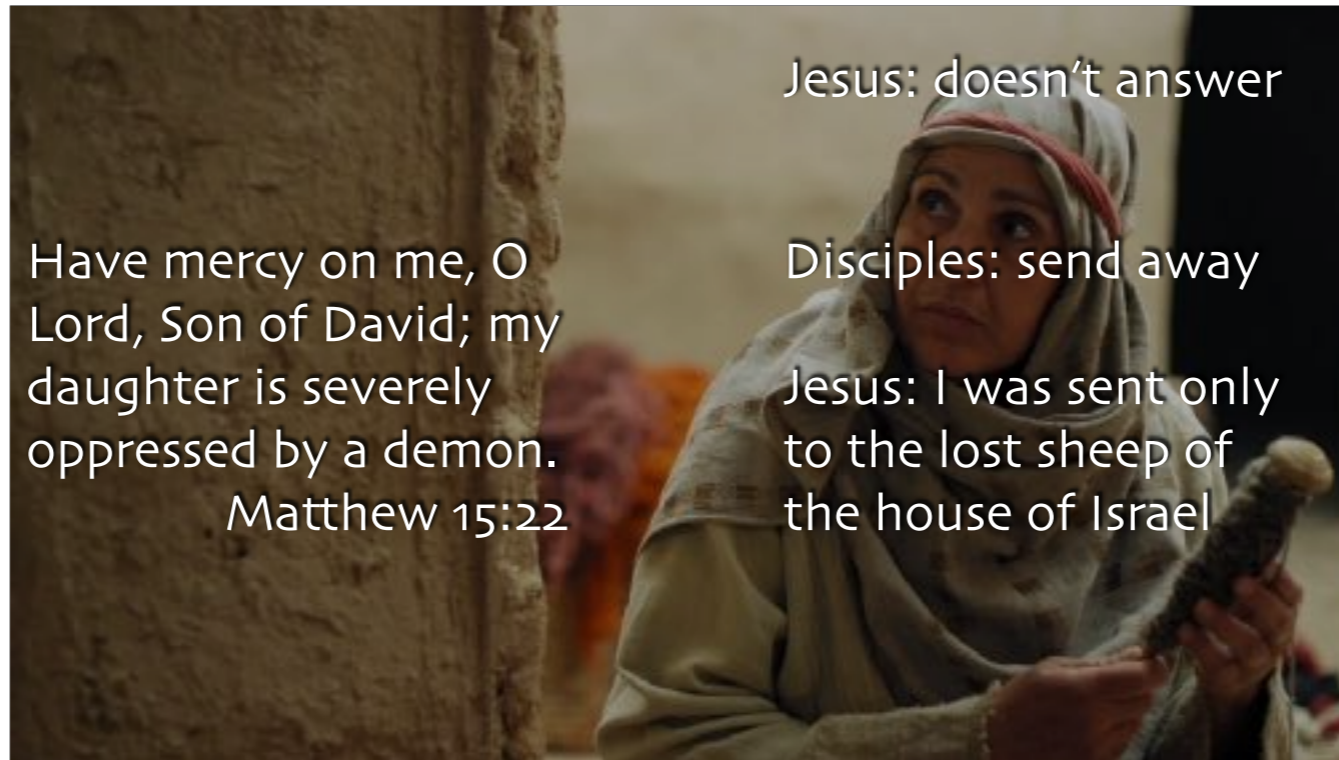 Have mercy on me, O
Lord, Son of David; my
daughter is severely
oppressed by a demon.
Matthew 15:22
Jesus: doesn’t answer
Disciples: send away
Jesus: I was sent only
to the lost sheep of
the house of Israel